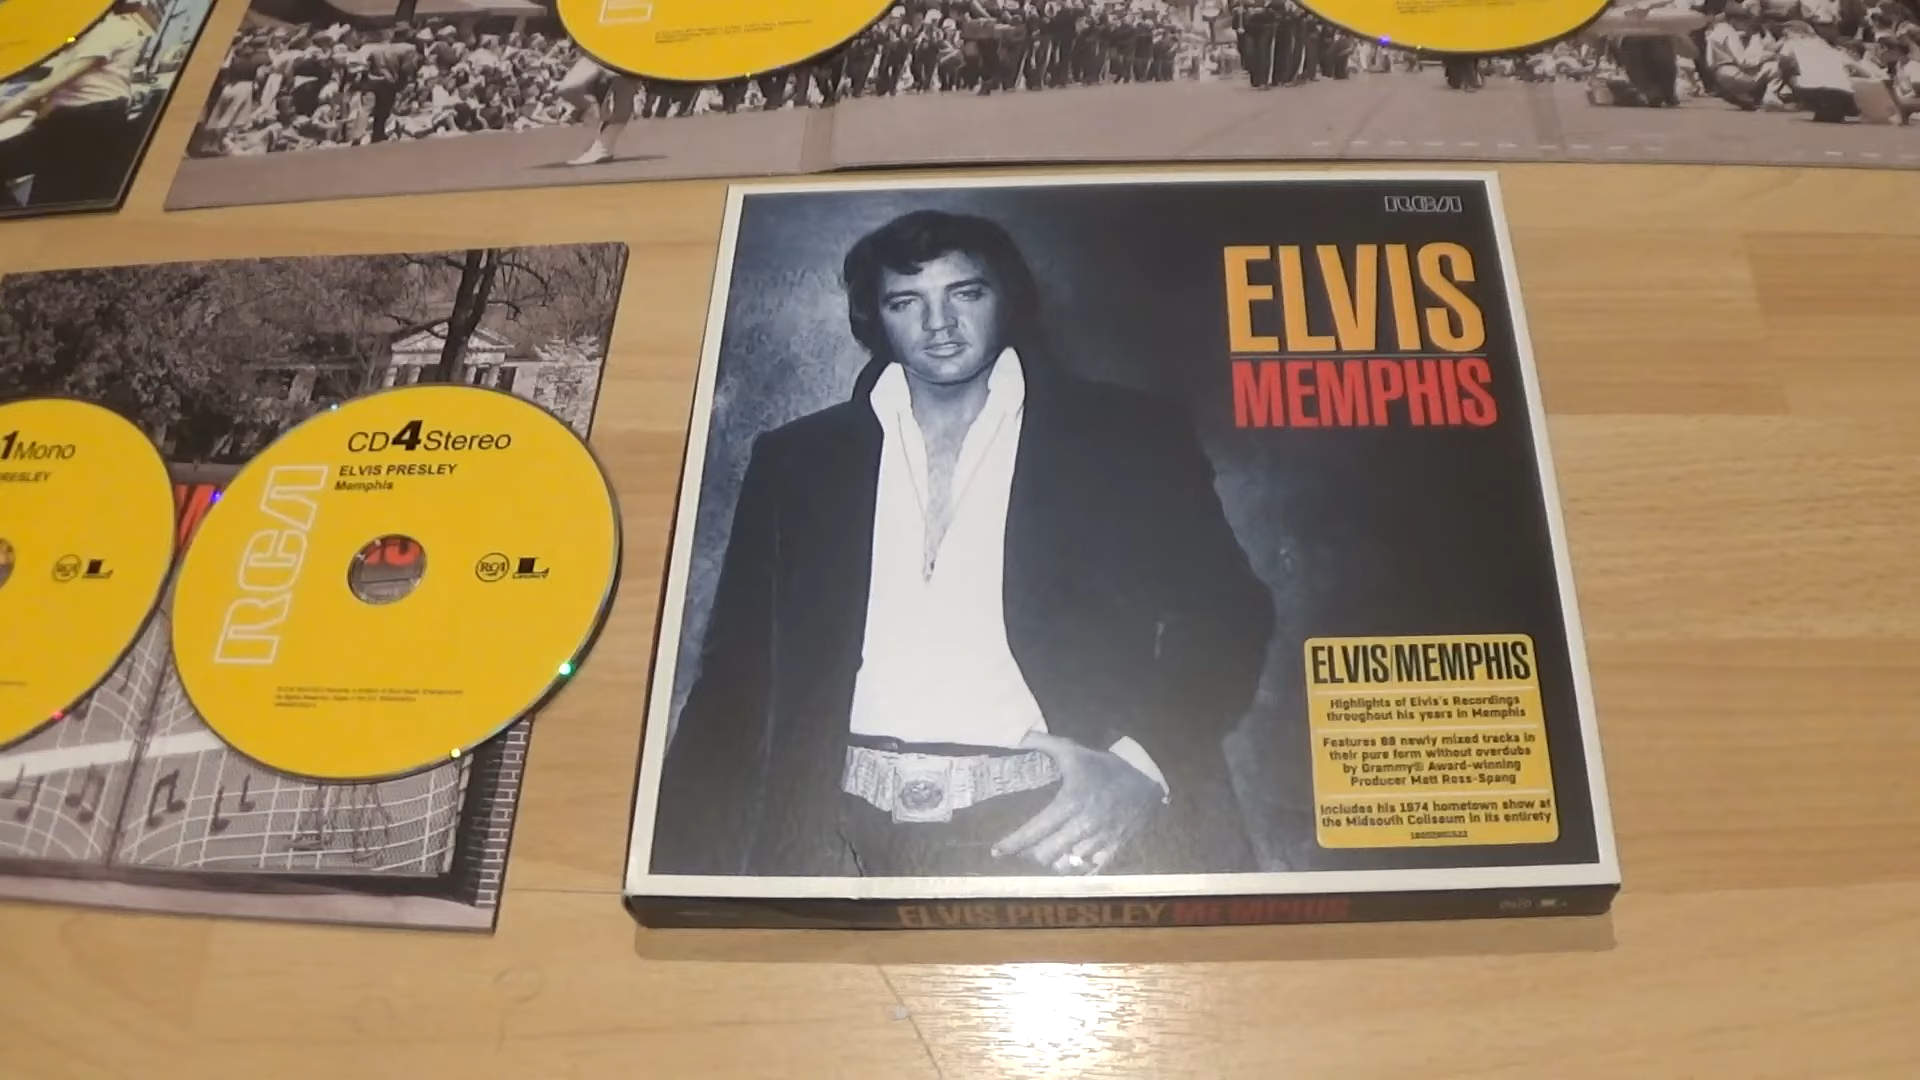 RCA
ELVIS
MEMPHIS
1Mono
RESLEY
CD4Stereo
ELVIS PRESLEY
Memphis
RCA
RCA
LEGACY
ELVIS/MEMPHIS
Highlights of Elvis's Recordings
throughout his years in Memphis
Features 88 newly mixed tracks in
their pure form without overdubs
by Grammy® Award-winning
Producer Matt Ross-Spang
Includes his 1974 hometown show at
the Midsouth Coliseum in its entirety
ELVIS PRESLEY MEMPHIS